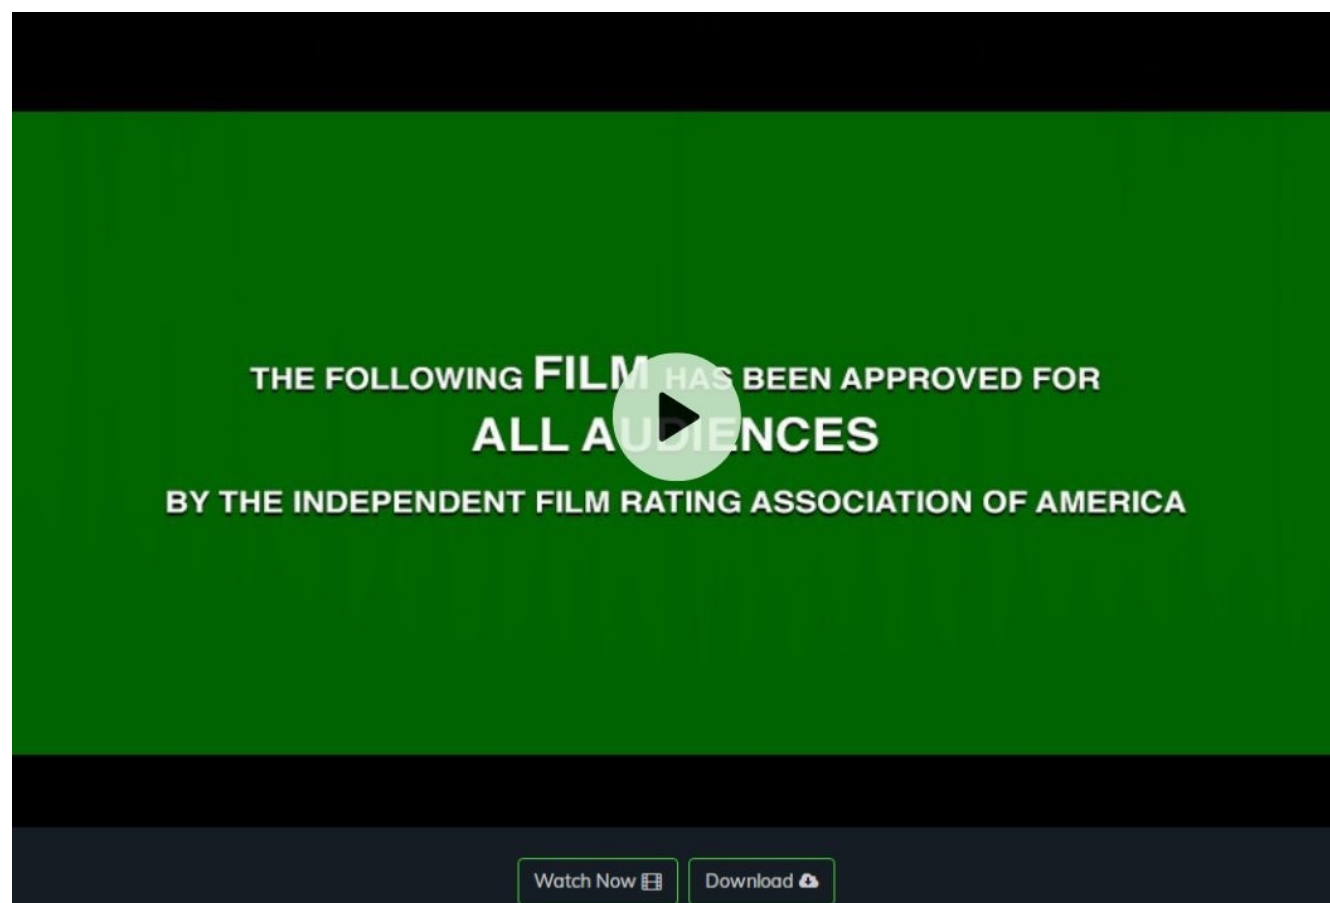 THE FOLLOWING FILM HAS BEEN APPROVED FOR
ALL AUDIENCES
BY THE INDEPENDENT FILM RATING ASSOCIATION OF AMERICA
Watch Now
Download